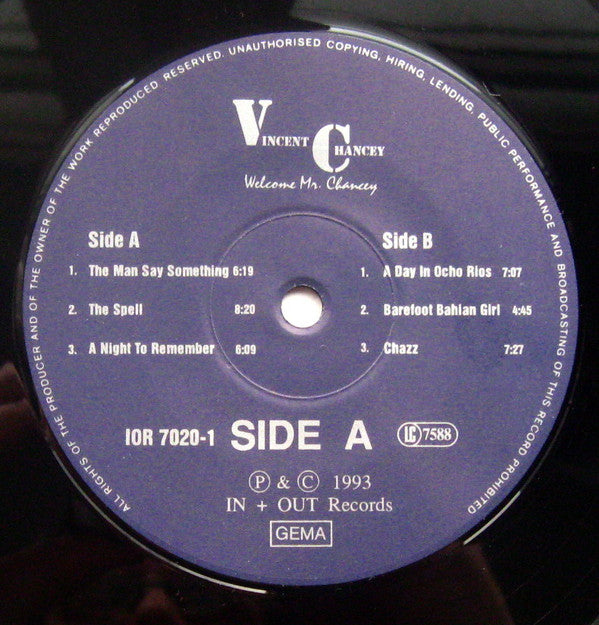 ALL RIGHTS OF THE PRODUCER AND OF THE OWNER OF THE WORK REPRODUCED RESERVED. UNAUTHORISED COPYING, HIRING, LENDING, PUBLIC PERFORMANCE AND BROADCASTING OF THIS RECORD PROHIBITED
VINCENT CHANCEY
Welcome Mr. Chancey
Side A
1. The Man Say Something 6:19
2. The Spell 8:20
3. A Night To Remember 6:09
Side B
1. A Day In Ocho Rios 7:07
2. Barefoot Bahian Girl 4:45
3. Chazz 7:27
IOR 7020-1 SIDE A LC 7588
Ⓟ & Ⓒ 1993
IN + OUT Records
GEMA